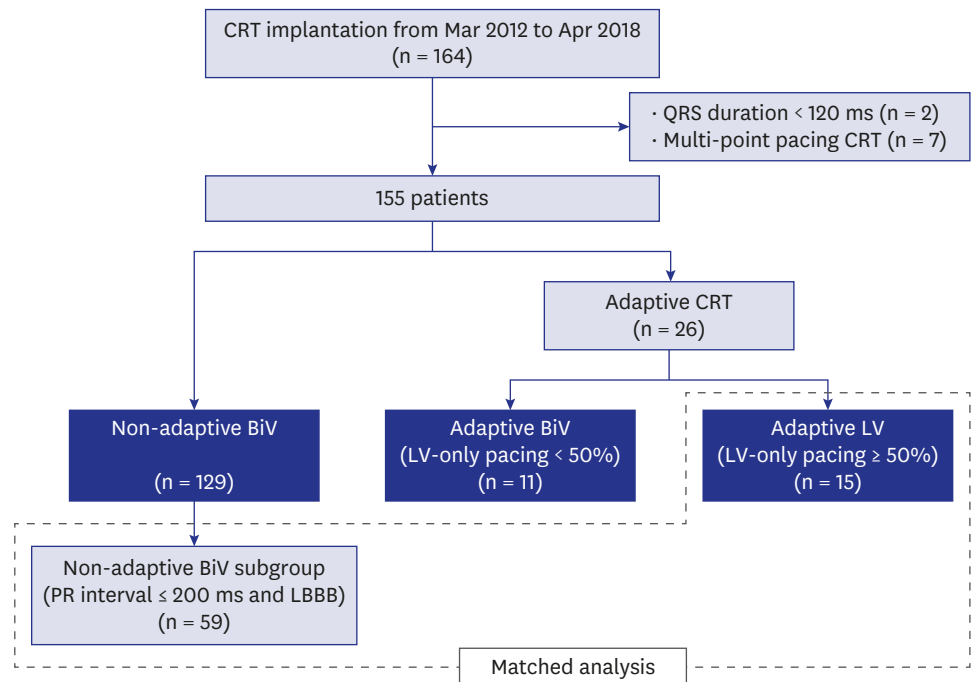 CRT implantation from Mar 2012 to Apr 2018
(n = 164)
· QRS duration < 120 ms (n = 2)
· Multi-point pacing CRT (n = 7)
155 patients
Adaptive CRT
(n = 26)
Non-adaptive BiV
(n = 129)
Adaptive BiV
(LV-only pacing < 50%)
(n = 11)
Adaptive LV
(LV-only pacing ≥ 50%)
(n = 15)
Non-adaptive BiV subgroup
(PR interval ≤ 200 ms and LBBB)
(n = 59)
Matched analysis